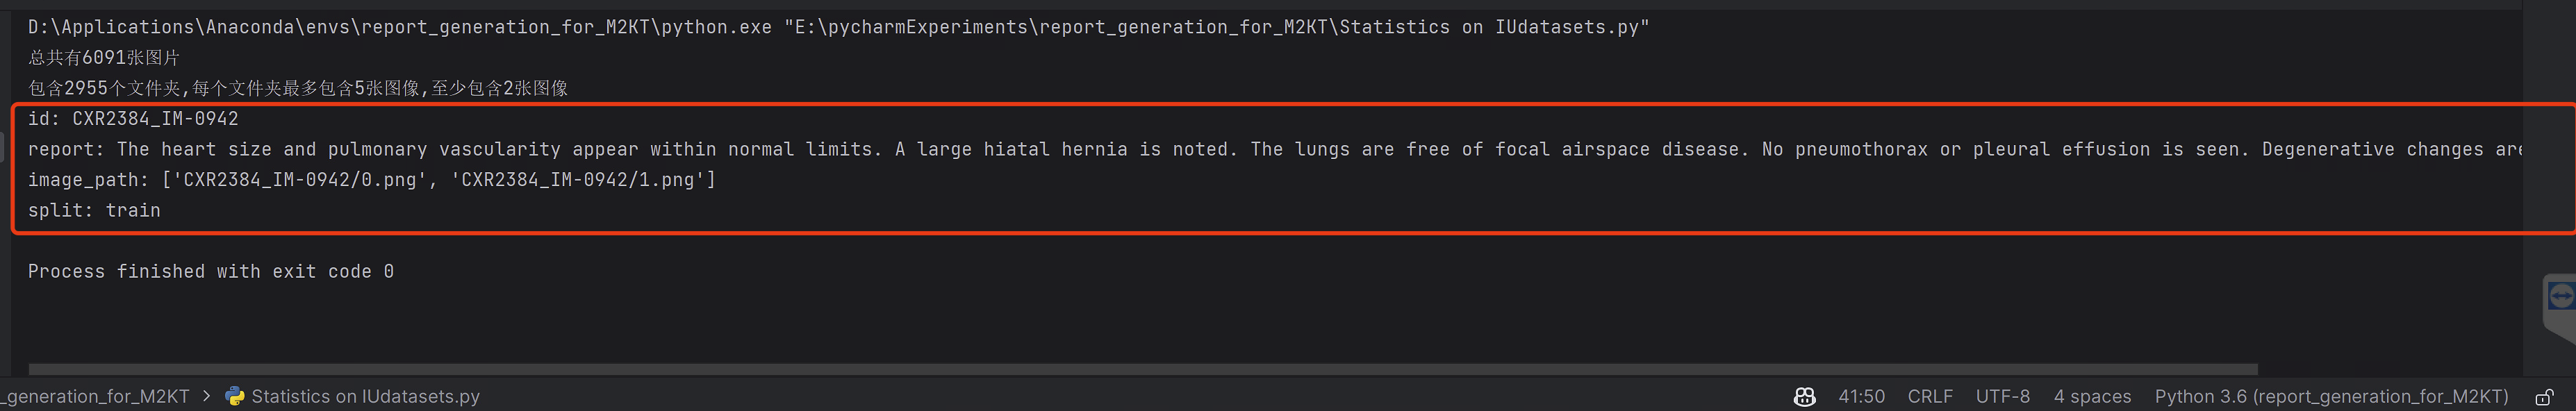 D:\Applications\Anaconda\envs\report_generation_for_M2KT\python.exe "E:\pycharmExperiments\report_generation_for_M2KT\Statistics on IUdatasets.py"
总共有6091张图片
包含2955个文件夹,每个文件夹最多包含5张图像,至少包含2张图像
id: CXR2384_IM-0942
report: The heart size and pulmonary vascularity appear within normal limits. A large hiatal hernia is noted. The lungs are free of focal airspace disease. No pneumothorax or pleural effusion is seen. Degenerative changes are
image_path: ['CXR2384_IM-0942/0.png', 'CXR2384_IM-0942/1.png']
split: train
Process finished with exit code 0
_generation_for_M2KT > Statistics on IUdatasets.py 41:50 CRLF UTF-8 4 spaces Python 3.6 (report_generation_for_M2KT)